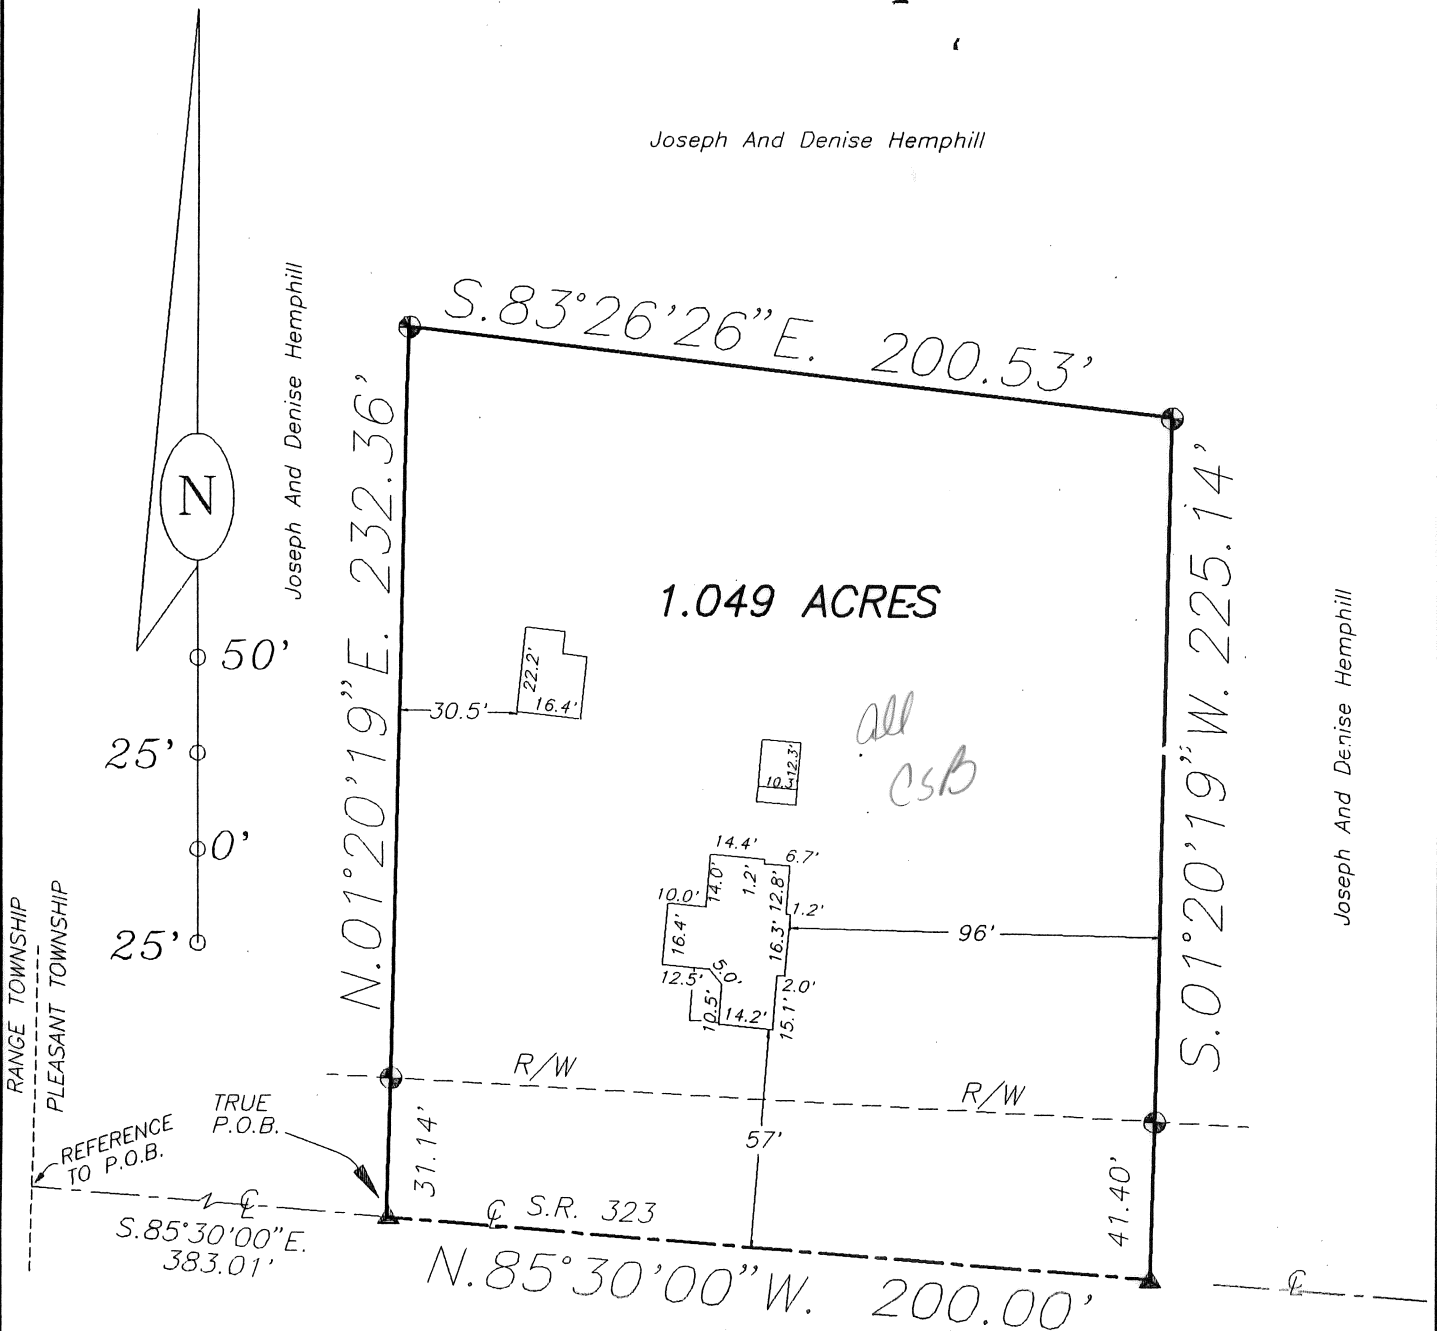 Joseph And Denise Hemphill
S.83°26'26"E. 200.53'
Joseph And Denise Hemphill
N.01°20'19"E. 232.36'
N
50'
25'
0'
25'
1.049 ACRES
S.01°20'19"W. 225.14'
Joseph And Denise Hemphill
22.2'
16.4'
30.5'
all
CSB
12.3'
10.3'
14.4'
6.7'
14.0'
1.2'
12.8'
10.0'
1.2'
16.4'
16.3'
96'
12.5'
5.0'
2.0'
10.5'
14.2'
15.1'
RANGE TOWNSHIP
PLEASANT TOWNSHIP
R/W
R/W
TRUE
P.O.B.
REFERENCE
TO P.O.B.
31.14'
57'
41.40'
S.R. 323
S.85°30'00"E.
383.01'
N.85°30'00"W. 200.00'